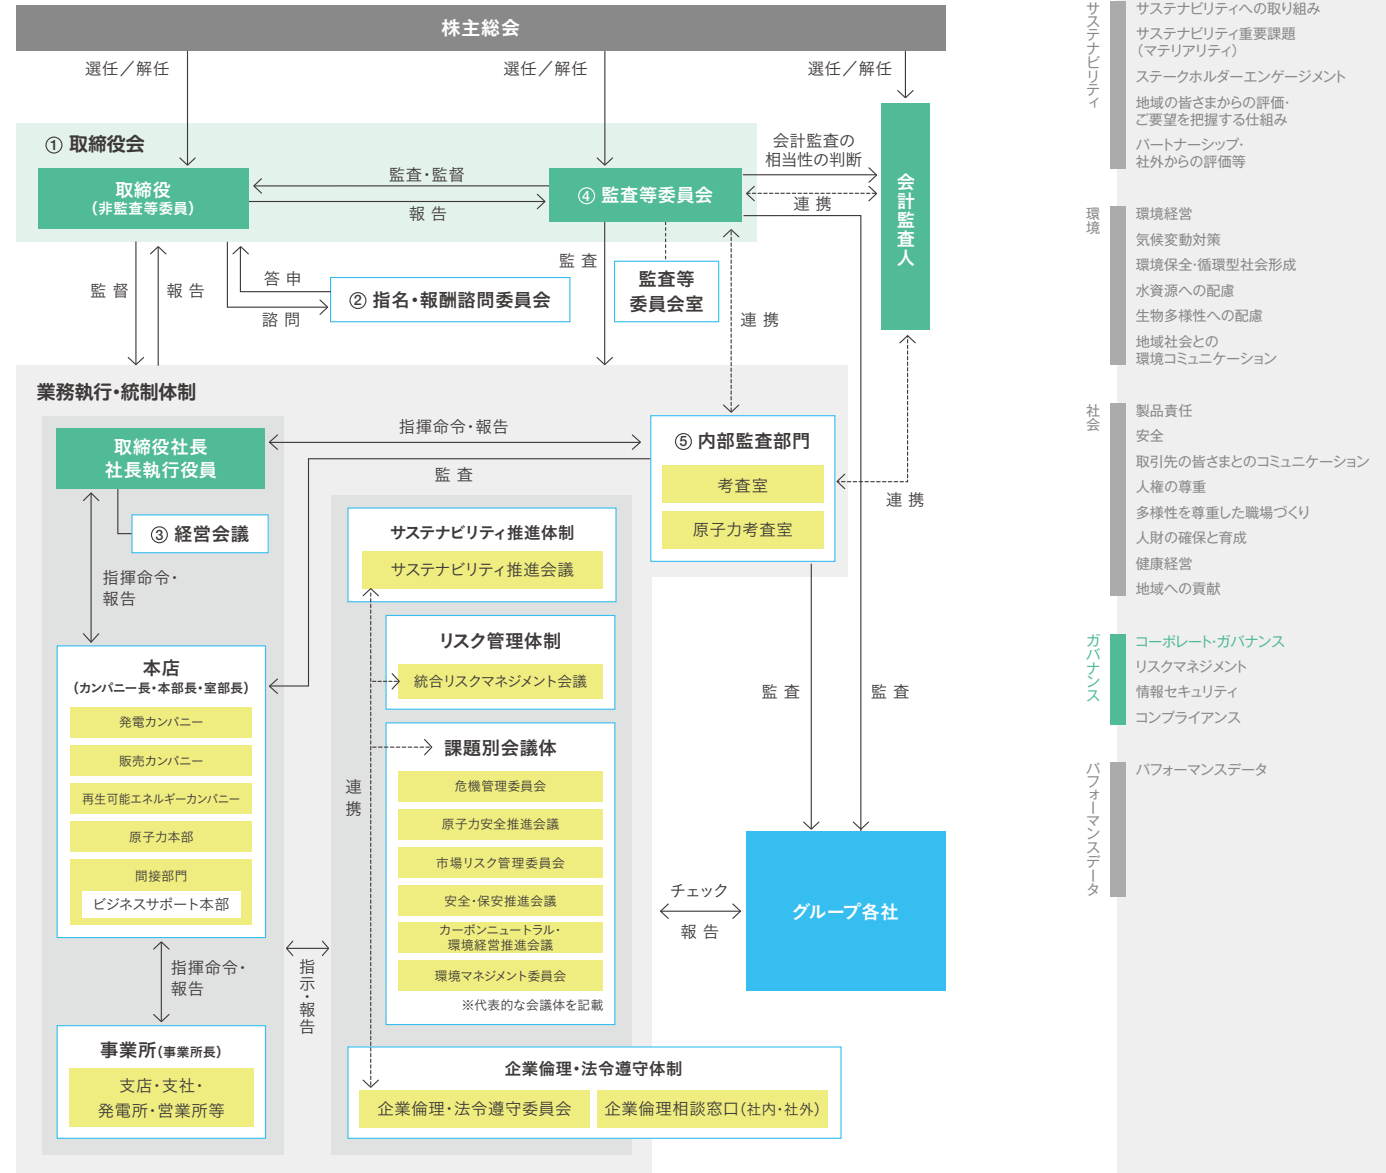 株主総会
選任／解任
選任／解任
選任／解任
① 取締役会
取締役
（非監査等委員）
監査・監督
報 告
④ 監査等委員会
会計監査の
相当性の判断
連 携
会計監査人
監 督
報 告
答 申
諮 問
② 指名・報酬諮問委員会
監 査
監査等
委員会室
連 携
業務執行・統制体制
取締役社長
社長執行役員
指揮命令・報告
監 査
⑤ 内部監査部門
考査室
原子力考査室
連 携
③ 経営会議
指揮命令・
報告
サステナビリティ推進体制
サステナビリティ推進会議
リスク管理体制
統合リスクマネジメント会議
本店
（カンパニー長・本部長・室部長）
発電カンパニー
販売カンパニー
再生可能エネルギーカンパニー
原子力本部
間接部門
ビジネスサポート本部
課題別会議体
危機管理委員会
原子力安全推進会議
市場リスク管理委員会
安全・保安推進会議
カーボンニュートラル・
環境経営推進会議
環境マネジメント委員会
※代表的な会議体を記載
連携
監 査
監 査
チェック
報 告
グループ各社
指揮命令・
報告
指示・報告
事業所（事業所長）
支店・支社・
発電所・営業所等
企業倫理・法令遵守体制
企業倫理・法令遵守委員会
企業倫理相談窓口（社内・社外）
サステナビリティ
サステナビリティへの取り組み
サステナビリティ重要課題
（マテリアリティ）
ステークホルダーエンゲージメント
地域の皆さまからの評価・
ご要望を把握する仕組み
パートナーシップ・
社外からの評価等
環境
環境経営
気候変動対策
環境保全・循環型社会形成
水資源への配慮
生物多様性への配慮
地域社会との
環境コミュニケーション
社会
製品責任
安全
取引先の皆さまとのコミュニケーション
人権の尊重
多様性を尊重した職場づくり
人財の確保と育成
健康経営
地域への貢献
ガバナンス
コーポレート・ガバナンス
リスクマネジメント
情報セキュリティ
コンプライアンス
パフォーマンスデータ
パフォーマンスデータ